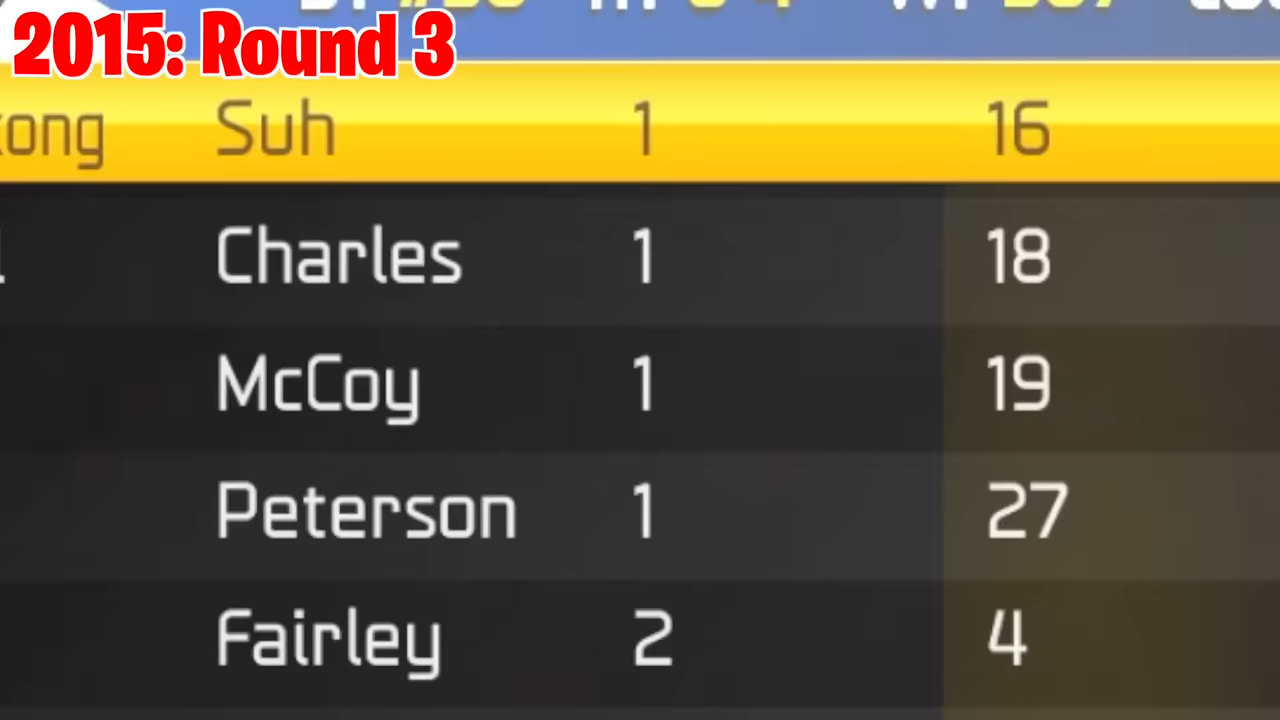 2015: Round 3
Suh 1 16
Charles 1 18
McCoy 1 19
Peterson 1 27
Fairley 2 4